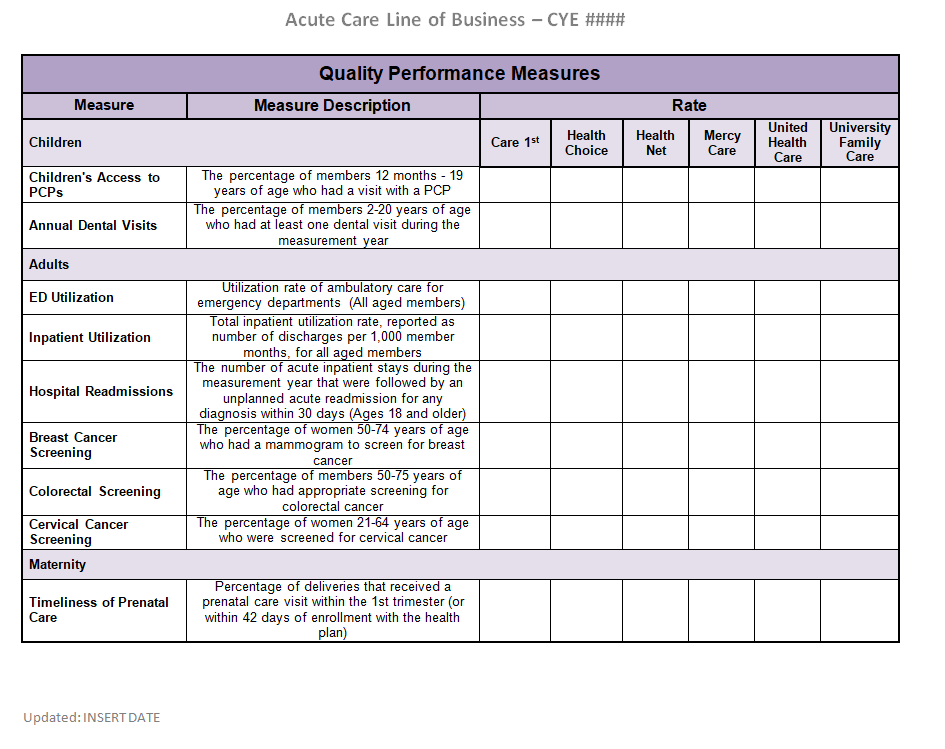 Acute Care Line of Business – CYE ####
Quality Performance Measures
Measure
Measure Description
Rate
Children
Care 1st
Health
Choice
Health
Net
Mercy
Care
United
Health
Care
University
Family
Care
Children's Access to
PCPs
The percentage of members 12 months - 19
years of age who had a visit with a PCP
Annual Dental Visits
The percentage of members 2-20 years of age
who had at least one dental visit during the
measurement year
Adults
ED Utilization
Utilization rate of ambulatory care for
emergency departments (All aged members)
Inpatient Utilization
Total inpatient utilization rate, reported as
number of discharges per 1,000 member
months, for all aged members
Hospital Readmissions
The number of acute inpatient stays during the
measurement year that were followed by an
unplanned acute readmission for any
diagnosis within 30 days (Ages 18 and older)
Breast Cancer
Screening
The percentage of women 50-74 years of age
who had a mammogram to screen for breast
cancer
Colorectal Screening
The percentage of members 50-75 years of
age who had appropriate screening for
colorectal cancer
Cervical Cancer
Screening
The percentage of women 21-64 years of age
who were screened for cervical cancer
Maternity
Timeliness of Prenatal
Care
Percentage of deliveries that received a
prenatal care visit within the 1st trimester (or
within 42 days of enrollment with the health
plan)
Updated: INSERT DATE